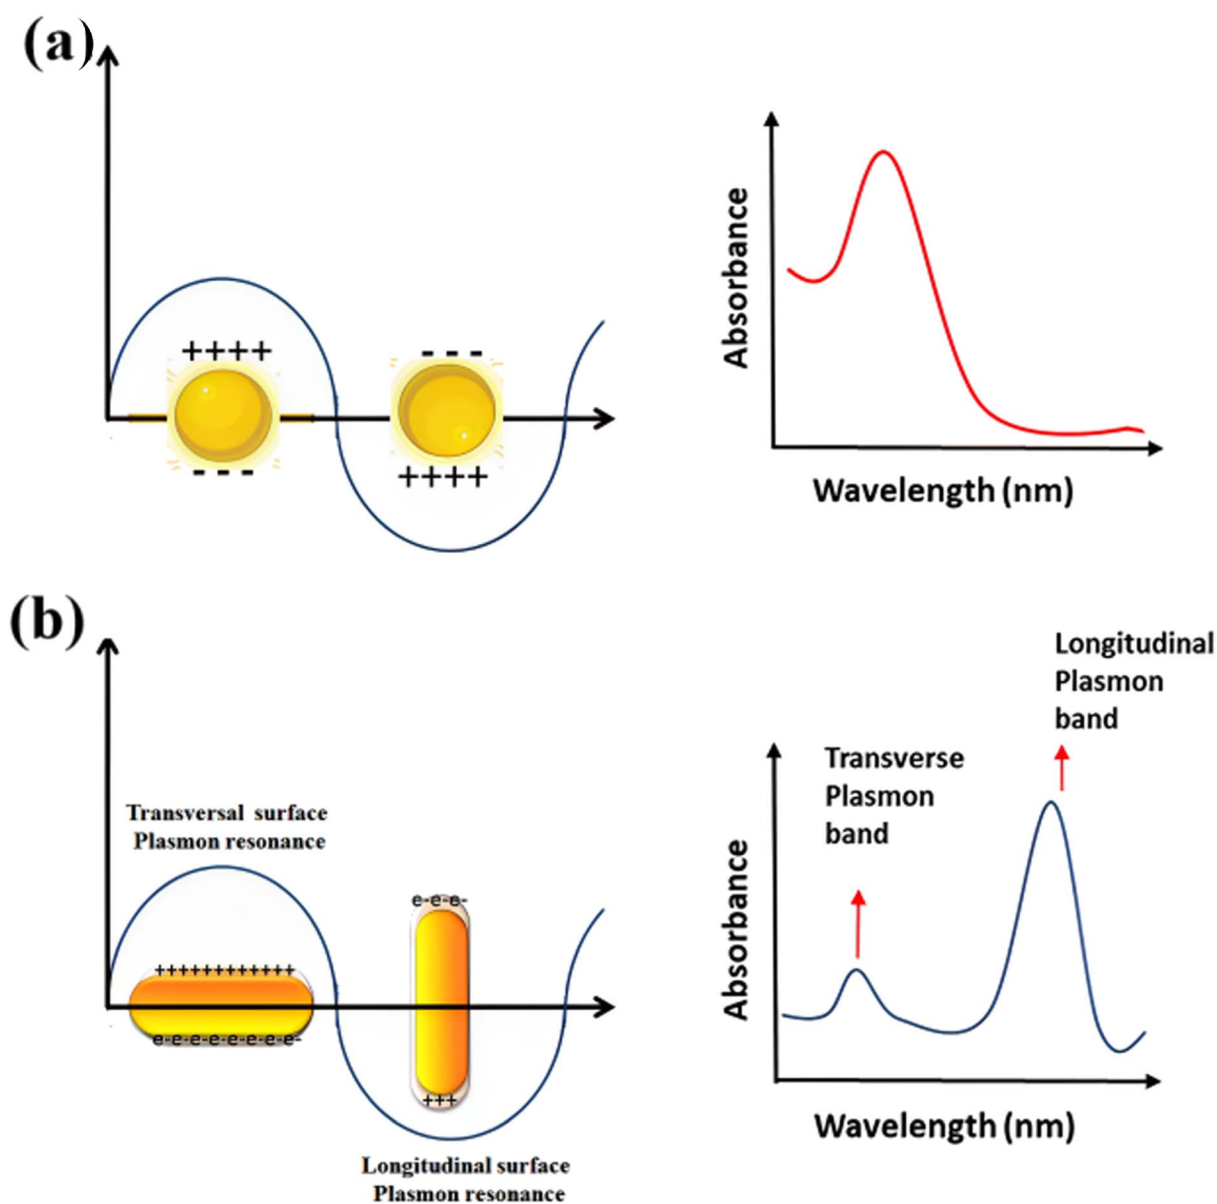 (a)
++++
- - -
- - -
++++
Absorbance
Wavelength (nm)
(b)
Transversal surface
Plasmon resonance
++++++++++++
e-e-e-e-e-e-e-e-
e-e-e-
+++
Longitudinal surface
Plasmon resonance
Longitudinal
Plasmon
band
Transverse
Plasmon
band
Absorbance
Wavelength (nm)